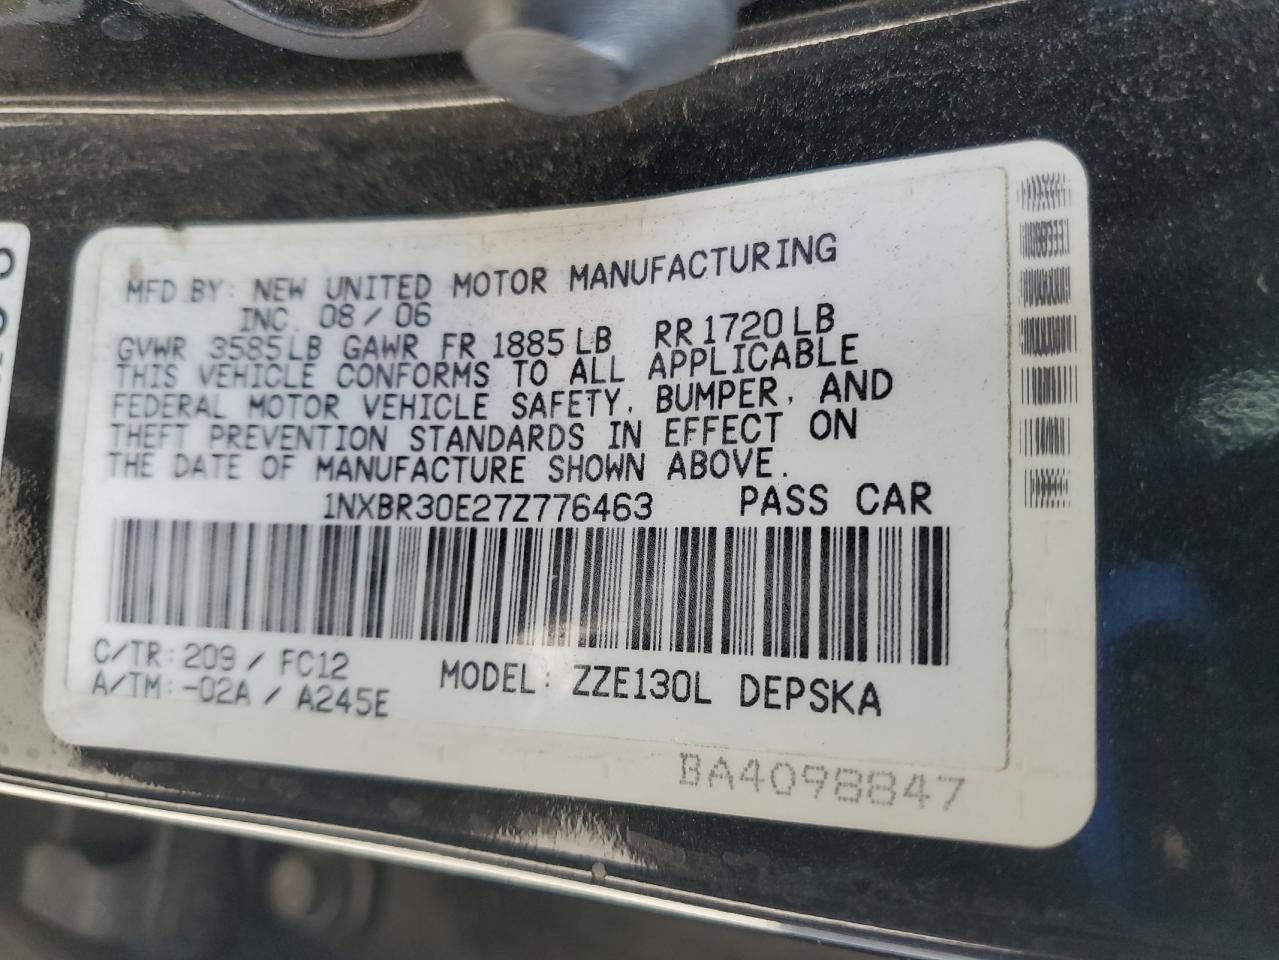 MFD.BY: NEW UNITED MOTOR MANUFACTURING
INC. 08/06
GVWR 3585LB GAWR FR 1885LB RR1720LB
THIS VEHICLE CONFORMS TO ALL APPLICABLE
FEDERAL MOTOR VEHICLE SAFETY, BUMPER, AND
THEFT PREVENTION STANDARDS IN EFFECT ON
THE DATE OF MANUFACTURE SHOWN ABOVE.
1NXBR30E27Z776463 PASS CAR
C/TR: 209 / FC12
A/TM: -02A / A245E
MODEL: ZZE130L DEPSKA
BA4098847